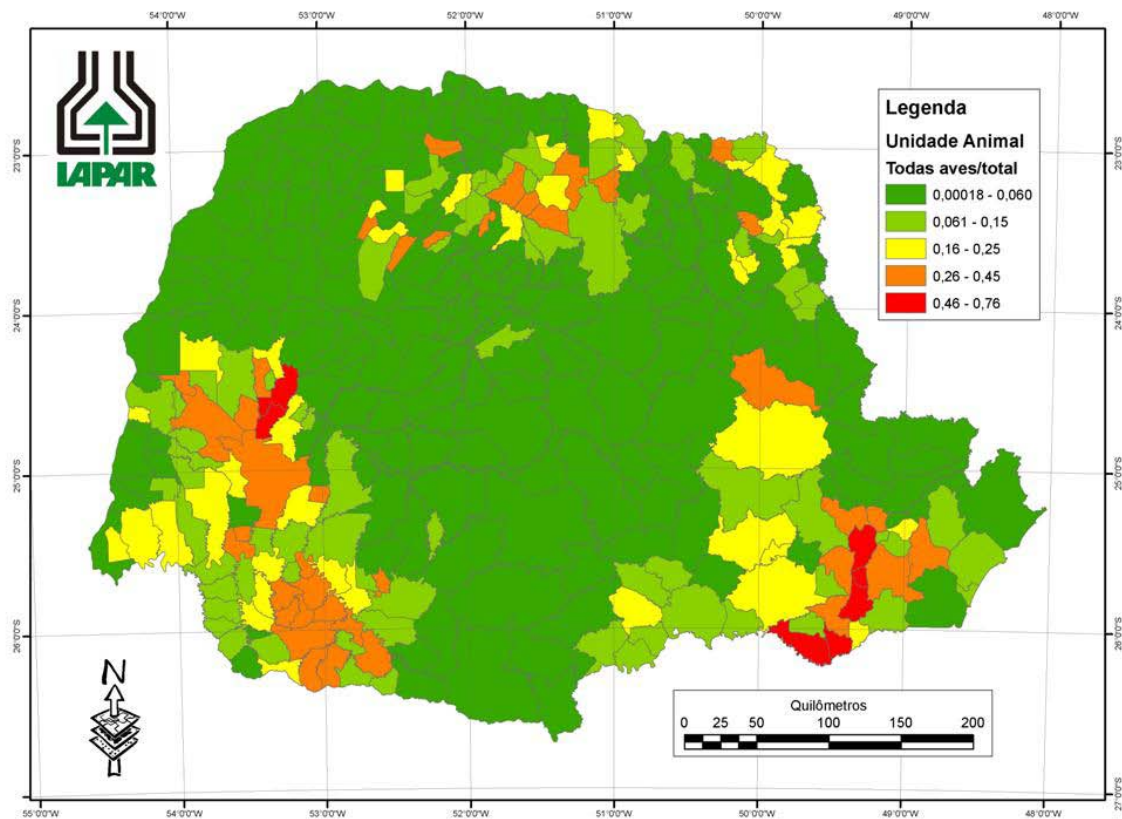 54°0'0"W 53°0'0"W 52°0'0"W 51°0'0"W 50°0'0"W 49°0'0"W 48°0'0"W
IAPAR
Legenda
Unidade Animal
Todas aves/total
0,00018 - 0,060
0,061 - 0,15
0,16 - 0,25
0,26 - 0,45
0,46 - 0,76
23°0'0"S
24°0'0"S
25°0'0"S
26°0'0"S
23°0'0"S
24°0'0"S
25°0'0"S
26°0'0"S
27°0'0"S
N
Quilômetros
0 25 50 100 150 200
55°0'0"W 54°0'0"W 53°0'0"W 52°0'0"W 51°0'0"W 50°0'0"W 49°0'0"W 48°0'0"W